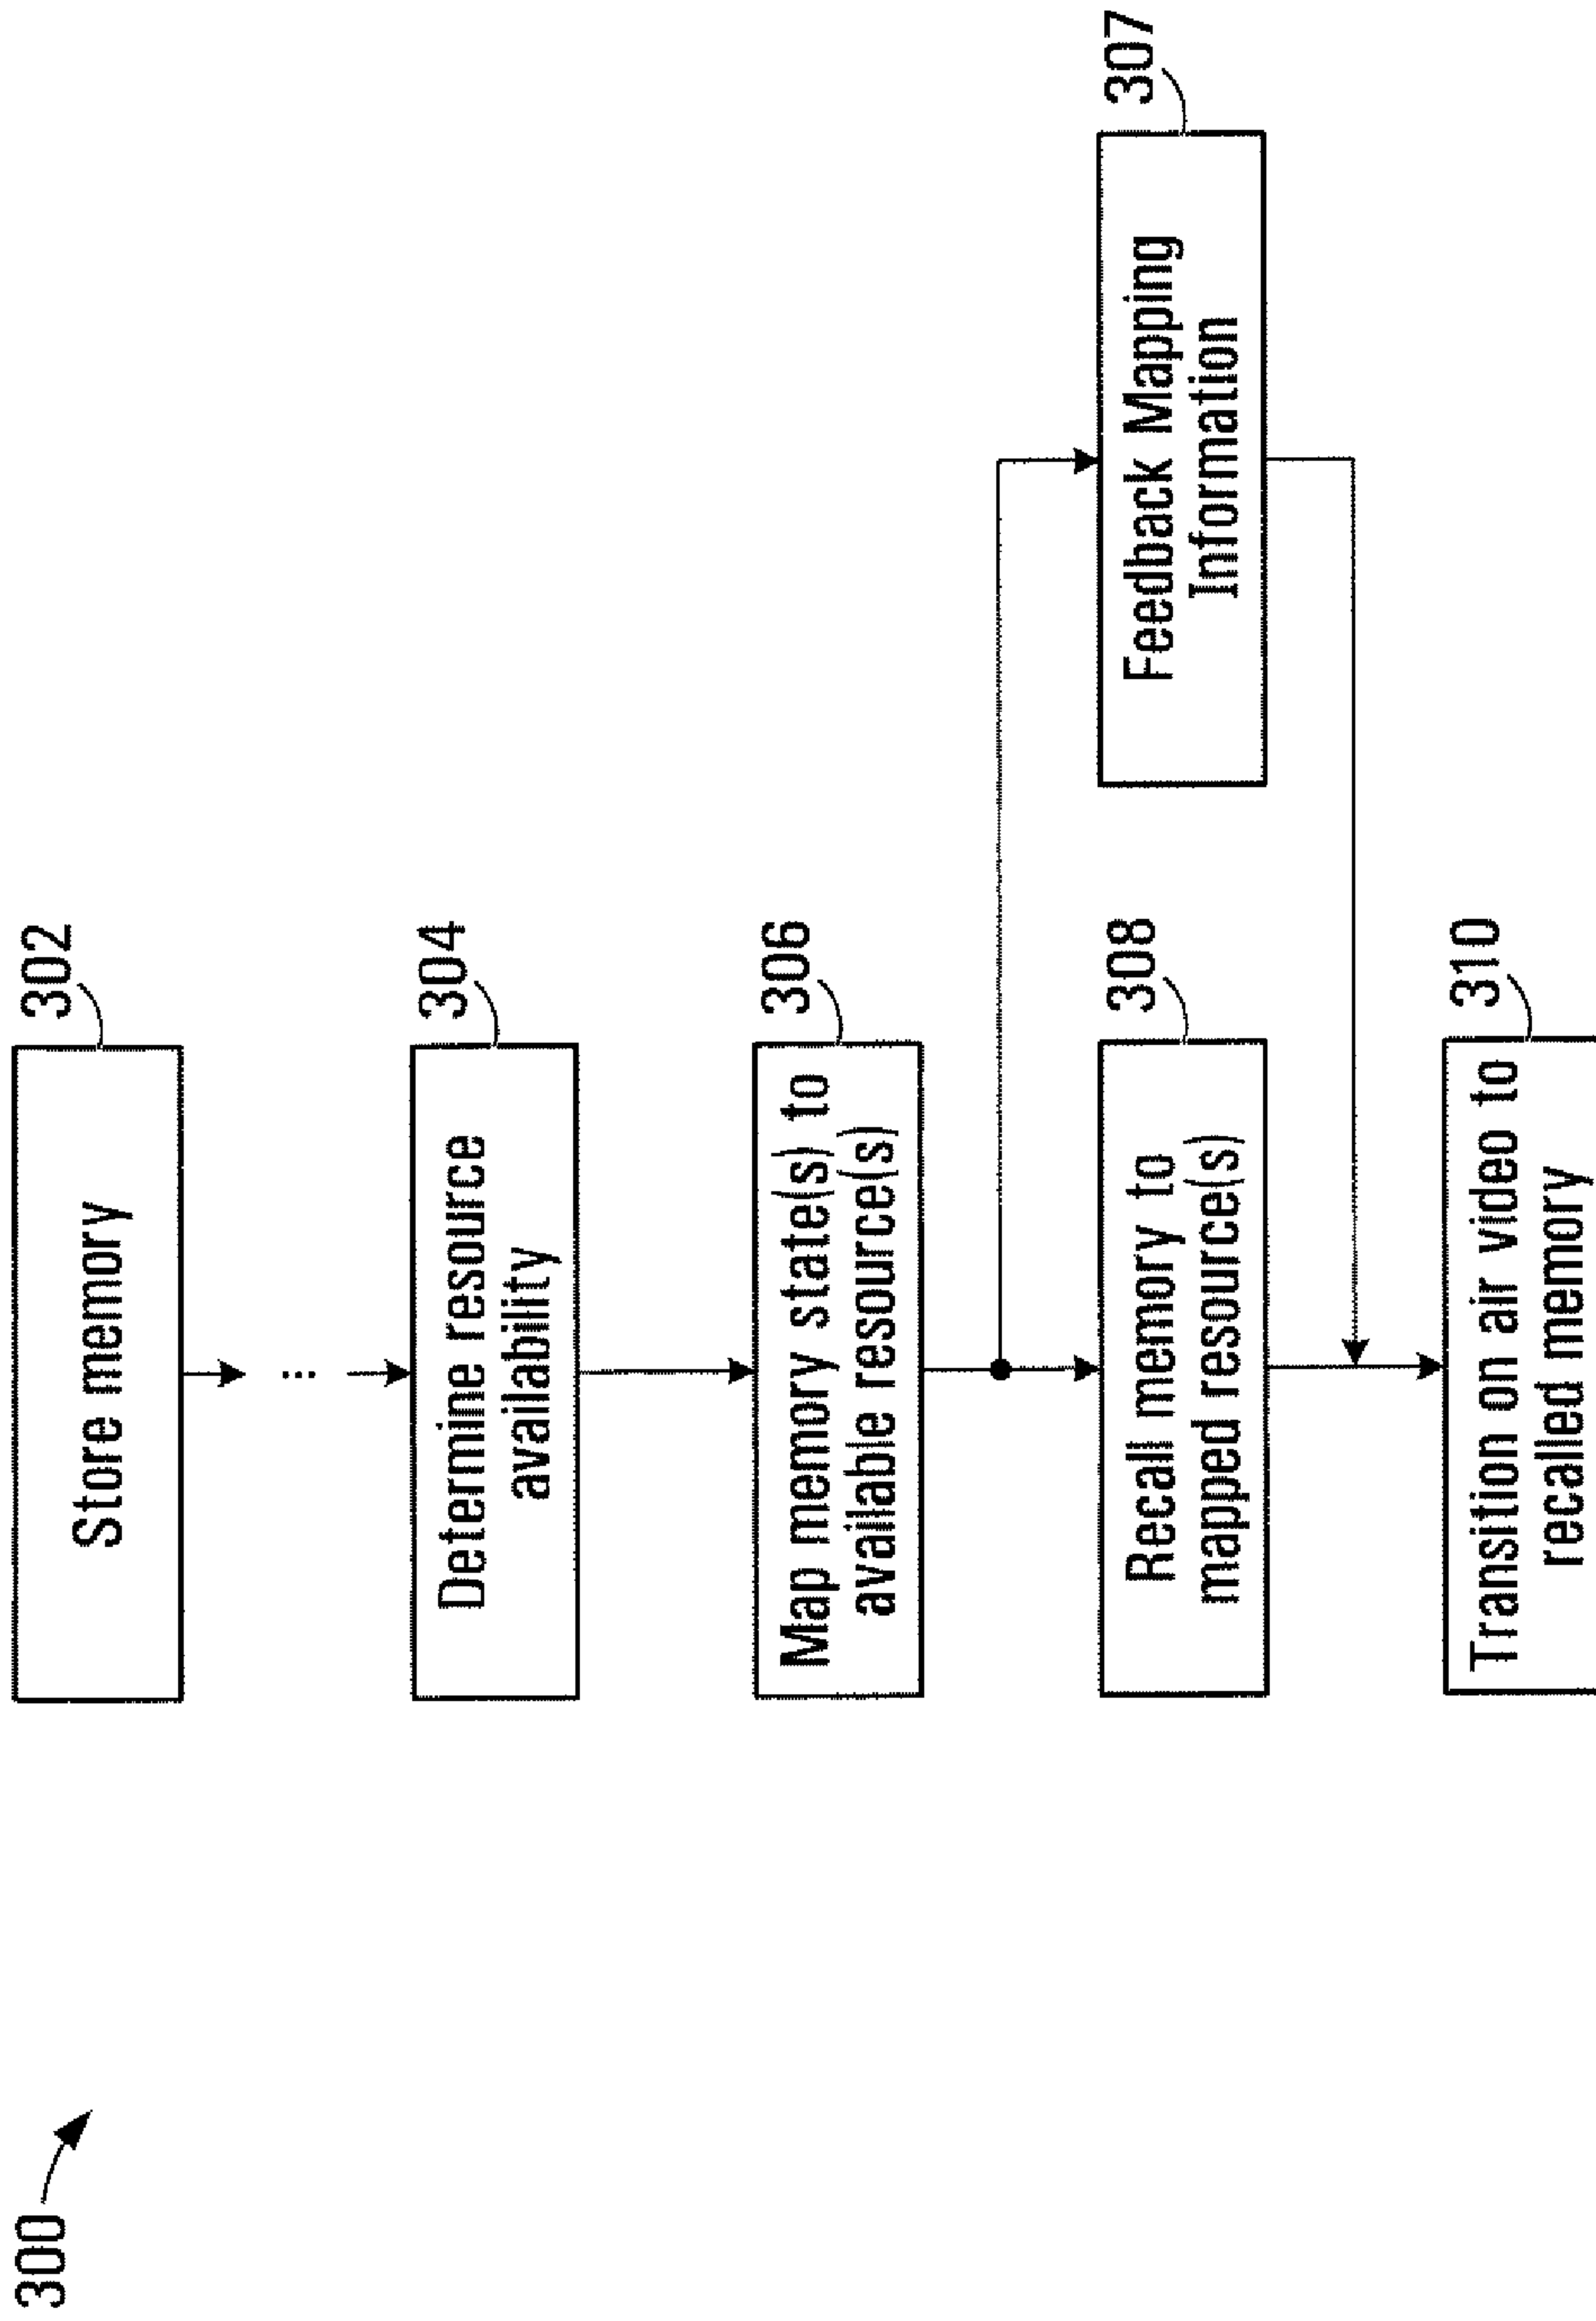 300
302
Store memory
...
304
Determine resource
availability
306
Map memory state(s) to
available resource(s)
307
Feedback Mapping
Information
308
Recall memory to
mapped resource(s)
310
Transition on air video to
recalled memory